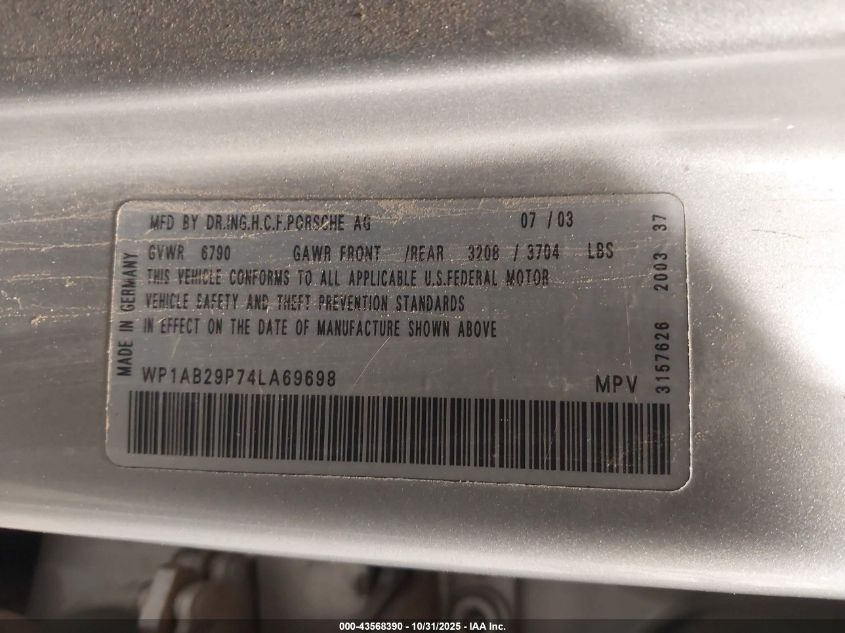 MFD BY DR.ING.H.C.F.PORSCHE AG 07 / 03
GVWR 6790 GAWR FRONT /REAR 3208 / 3704 LBS
THIS VEHICLE CONFORMS TO ALL APPLICABLE U.S.FEDERAL MOTOR
VEHICLE SAFETY AND THEFT PREVENTION STANDARDS
IN EFFECT ON THE DATE OF MANUFACTURE SHOWN ABOVE
WP1AB29P74LA69698 MPV
MADE IN GERMANY
3157626 2003 37
000-43568390 - 10/31/2025 - IAA Inc.